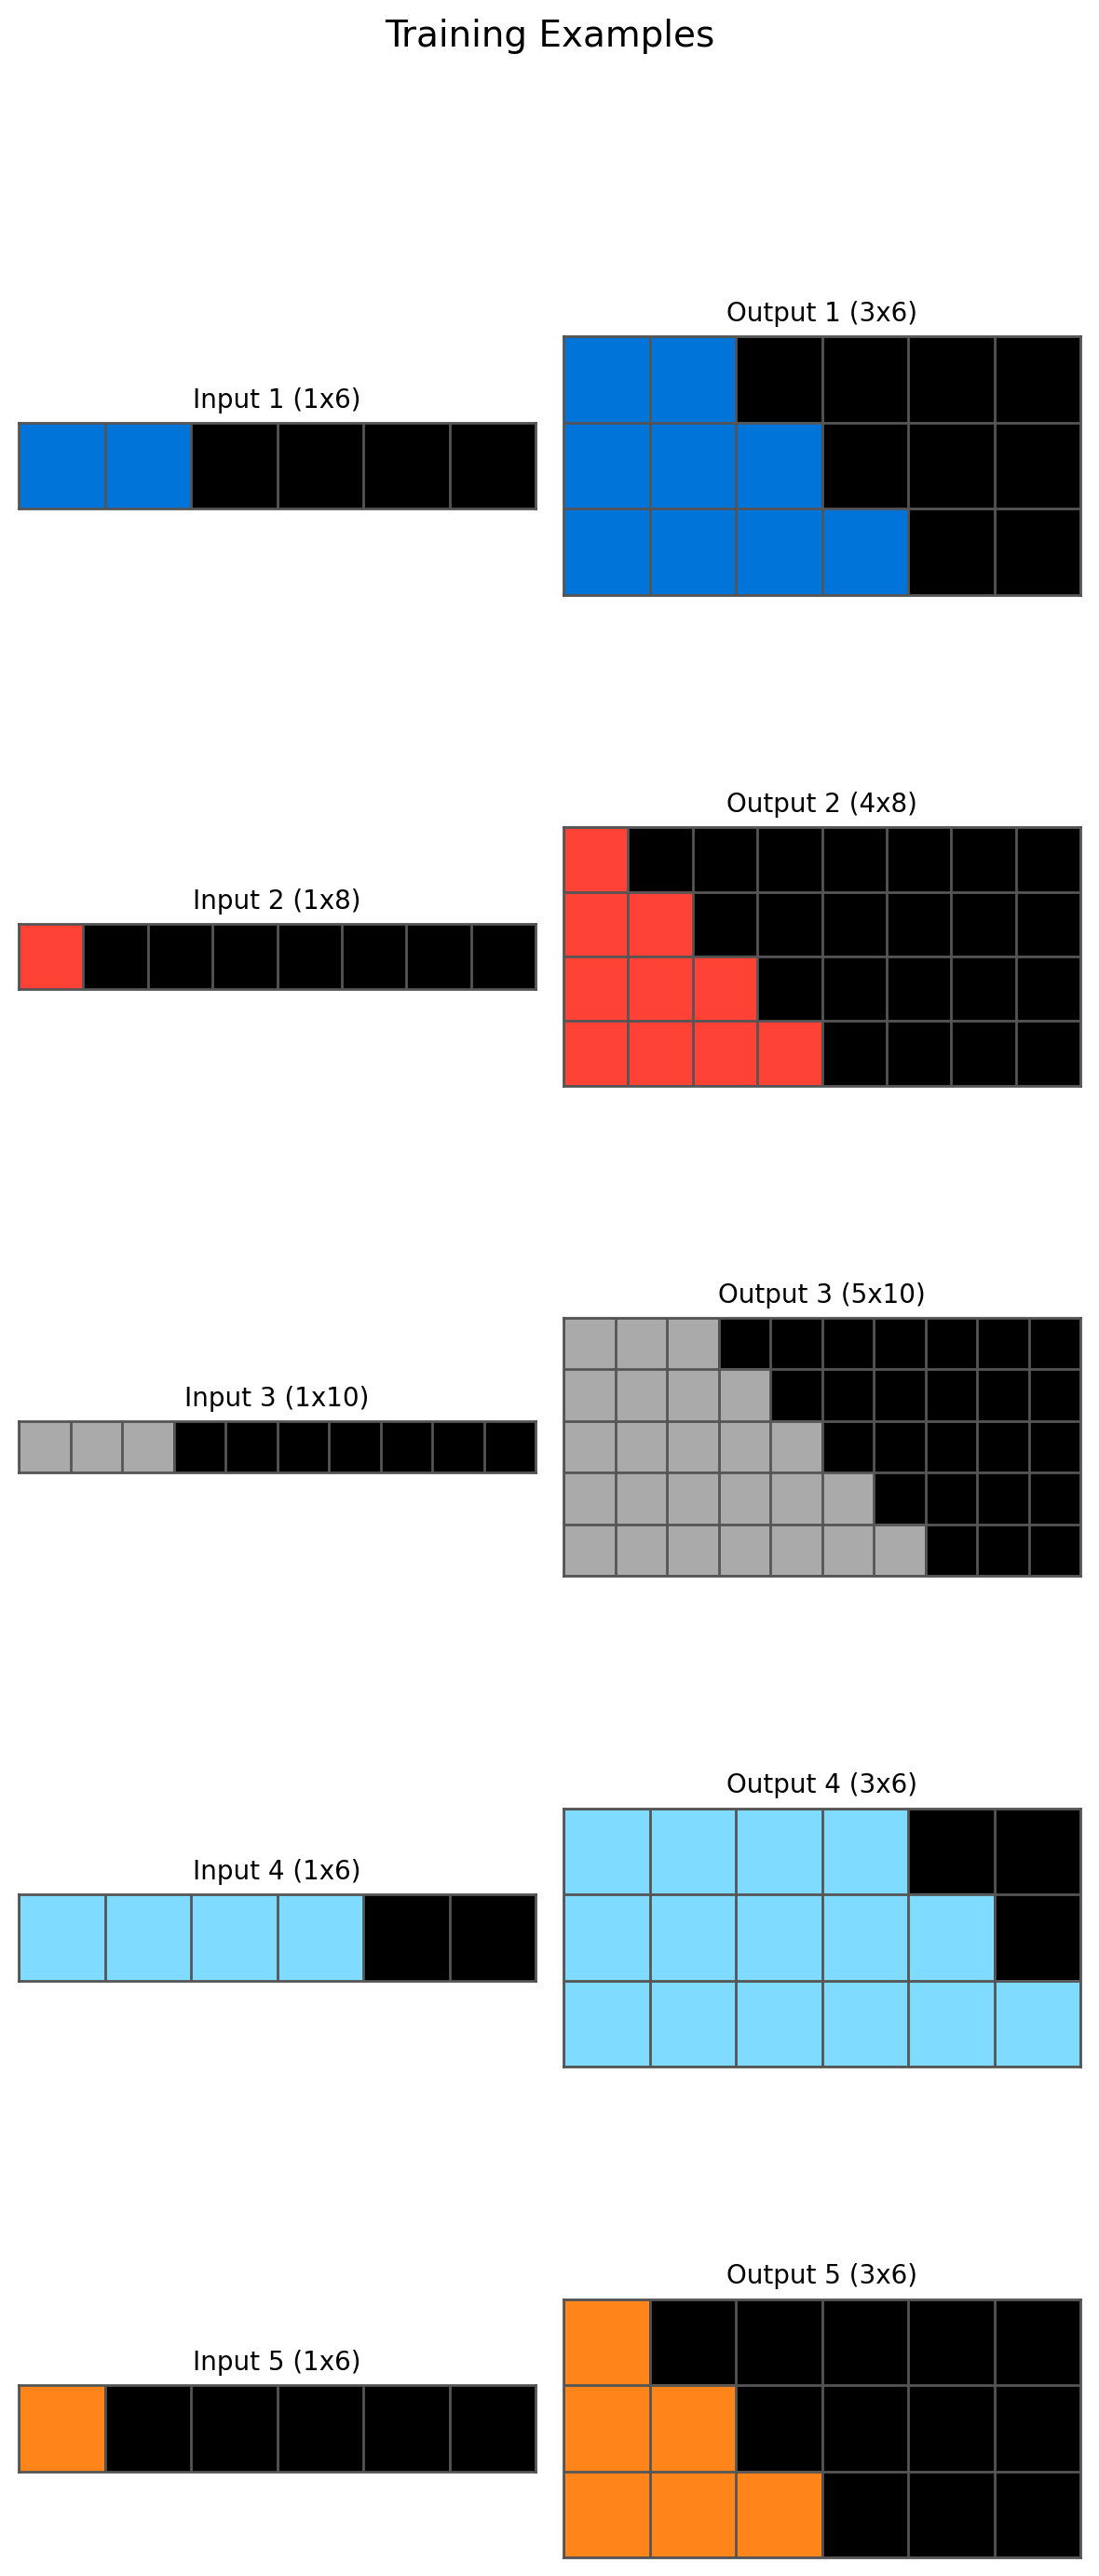 Training Examples
Output 1 (3x6)
Input 1 (1x6)
Output 2 (4x8)
Input 2 (1x8)
Output 3 (5x10)
Input 3 (1x10)
Output 4 (3x6)
Input 4 (1x6)
Output 5 (3x6)
Input 5 (1x6)